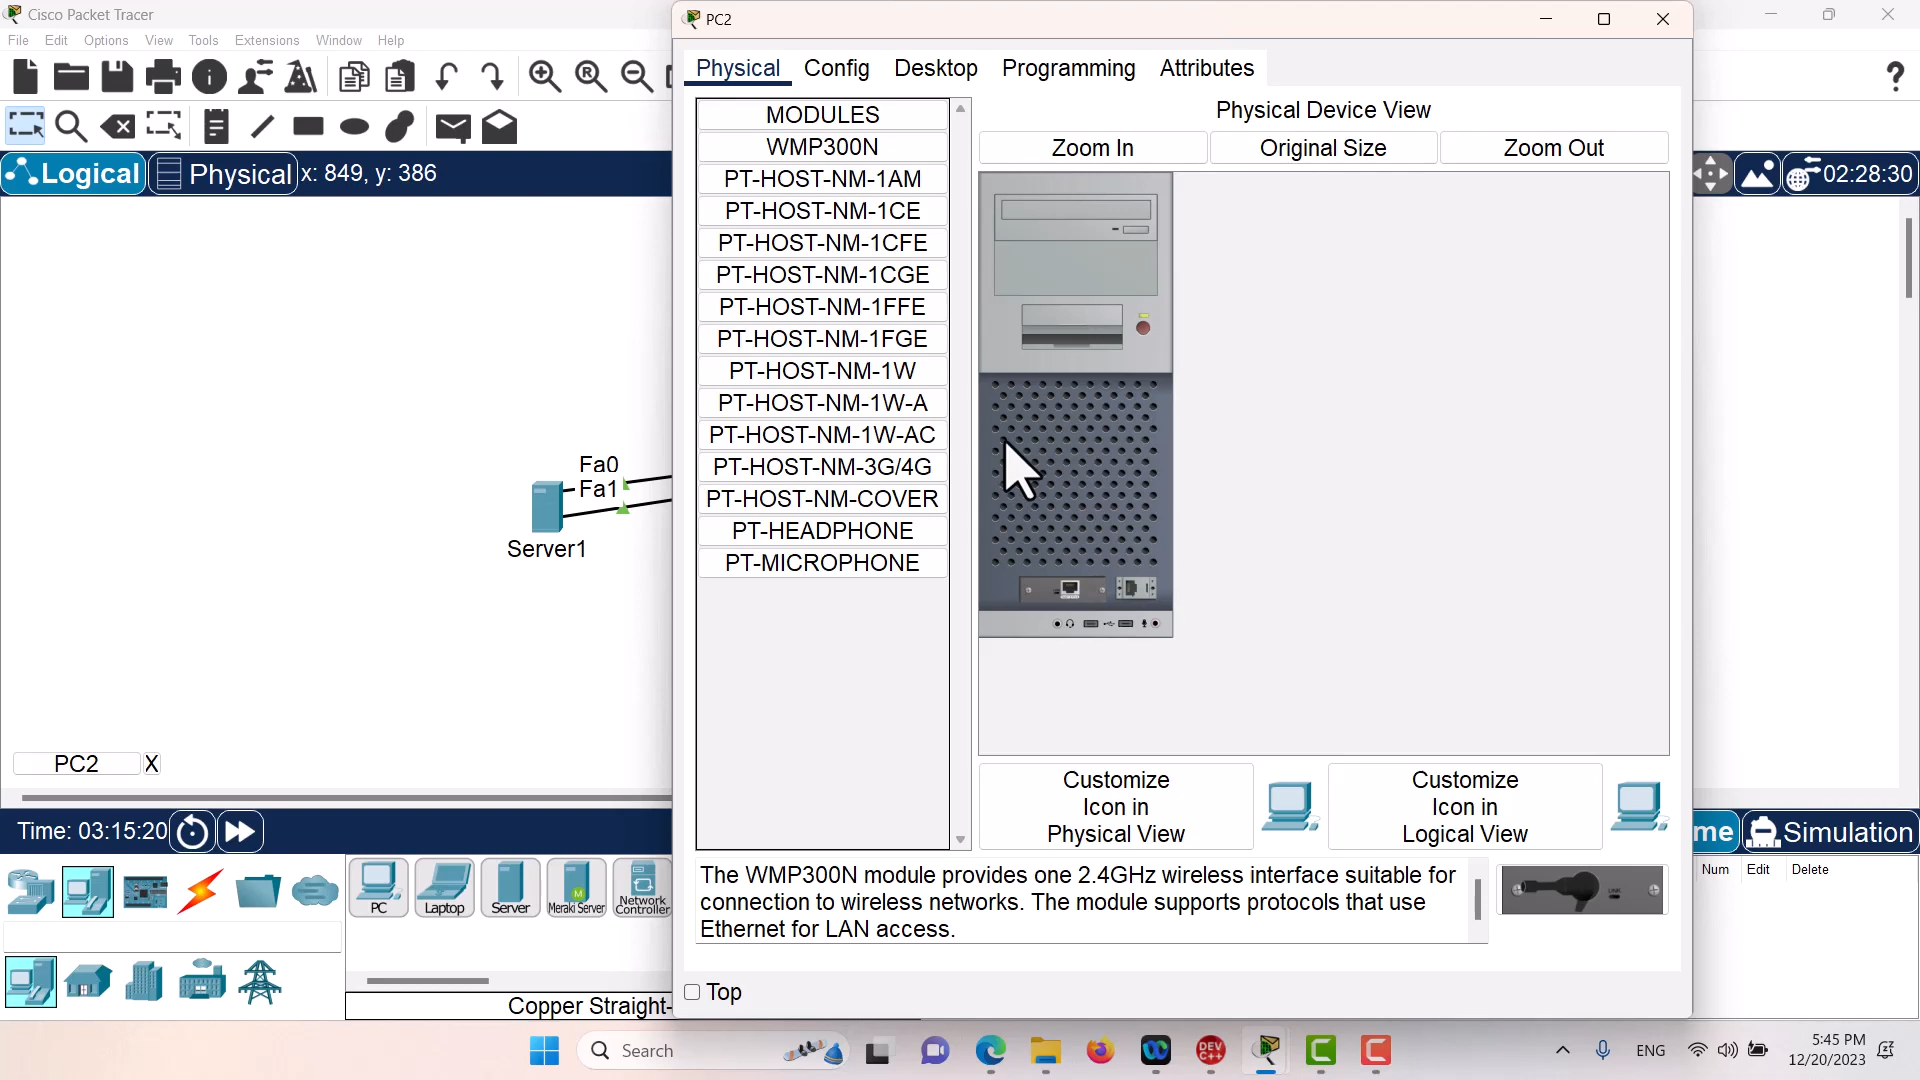 Cisco Packet Tracer
PC2
File Edit Options View Tools Extensions Window Help
Physical Config Desktop Programming Attributes
MODULES
WMP300N
PT-HOST-NM-1AM
PT-HOST-NM-1CE
PT-HOST-NM-1CFE
PT-HOST-NM-1CGE
PT-HOST-NM-1FFE
PT-HOST-NM-1FGE
PT-HOST-NM-1W
PT-HOST-NM-1W-A
PT-HOST-NM-1W-AC
PT-HOST-NM-3G/4G
PT-HOST-NM-COVER
PT-HEADPHONE
PT-MICROPHONE
Physical Device View
Zoom In Original Size Zoom Out
Logical Physical x: 849, y: 386
02:28:30
Fa0
Fa1
Server1
PC2 X
Customize
Icon in
Physical View
Customize
Icon in
Logical View
Time: 03:15:20
me Simulation
The WMP300N module provides one 2.4GHz wireless interface suitable for
connection to wireless networks. The module supports protocols that use
Ethernet for LAN access.
Num Edit Delete
PC Laptop Server Meraki Server Network
Controller
Top
Copper Straight-
Search
DEV
C++
ENG
5:45 PM
12/20/2023